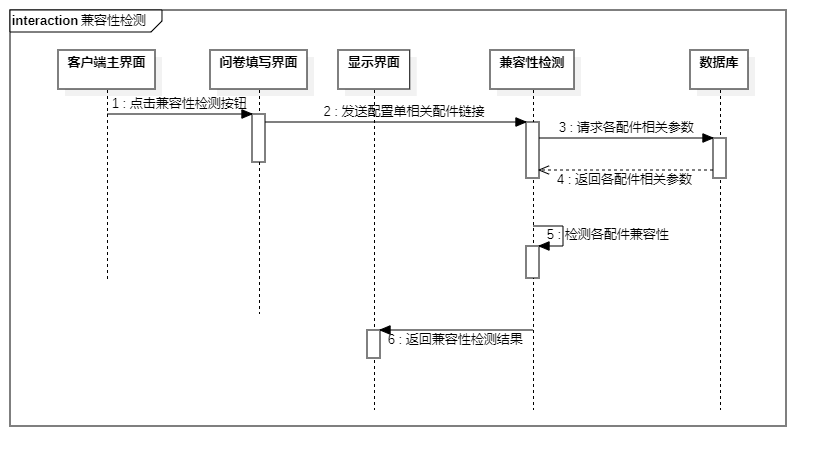 interaction 兼容性检测
客户端主界面
问卷填写界面
显示界面
兼容性检测
数据库
1 : 点击兼容性检测按钮
2 : 发送配置单相关配件链接
3 : 请求各配件相关参数
4 : 返回各配件相关参数
5 : 检测各配件兼容性
6 : 返回兼容性检测结果